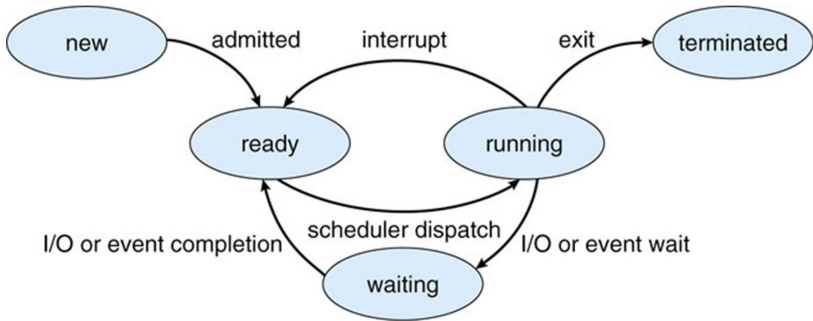 new
admitted
interrupt
exit
terminated
ready
running
I/O or event completion
scheduler dispatch
I/O or event wait
waiting